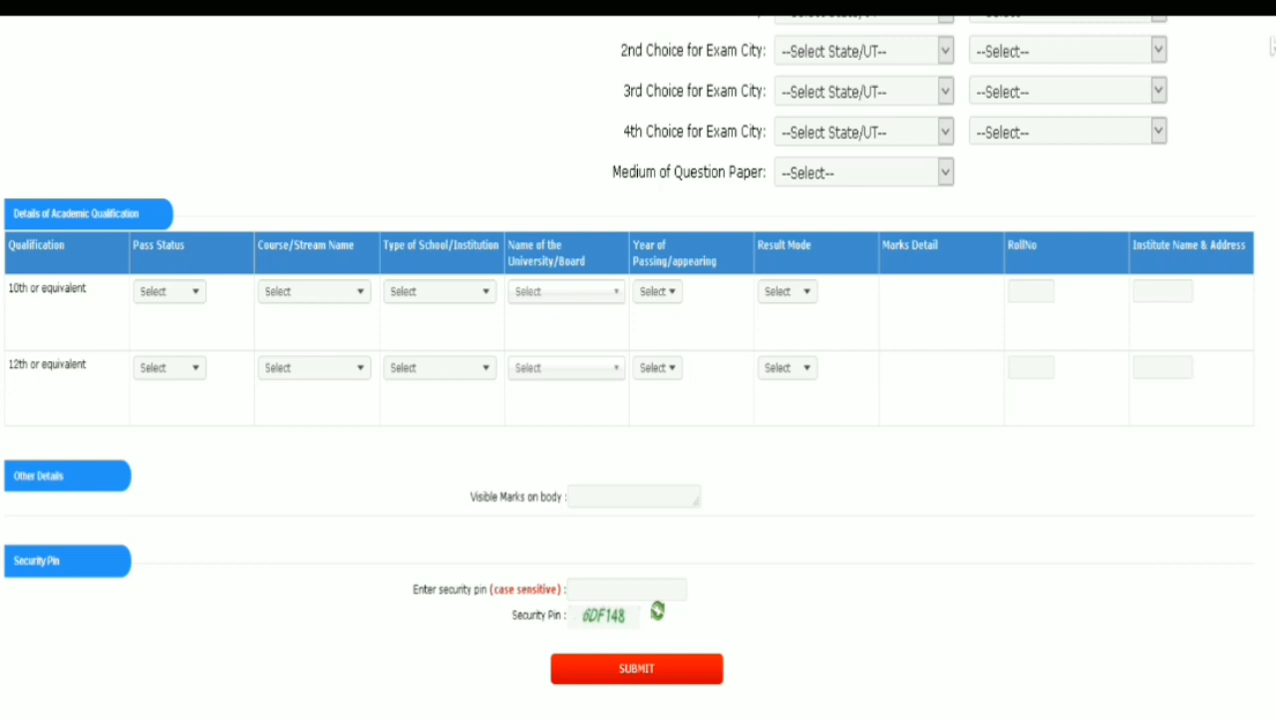 2nd Choice for Exam City: --Select State/UT-- --Select--
3rd Choice for Exam City: --Select State/UT-- --Select--
4th Choice for Exam City: --Select State/UT-- --Select--
Medium of Question Paper: --Select--
Details of Academic Qualification
Qualification Pass Status Course/Stream Name Type of School/Institution Name of the University/Board Year of Passing/appearing Result Mode Marks Detail RollNo Institute Name & Address
10th or equivalent Select Select Select Select Select Select
12th or equivalent Select Select Select Select Select Select
Other Details
Visible Marks on body :
Security Pin
Enter security pin (case sensitive) :
Security Pin : 6DF148
SUBMIT